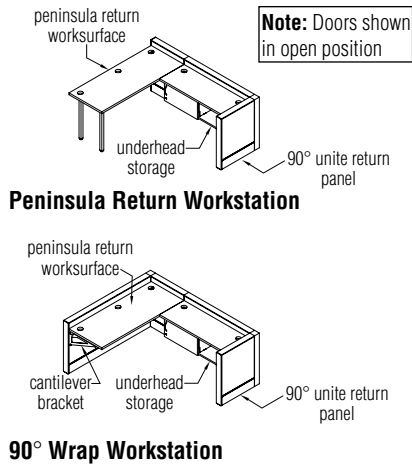 peninsula return
worksurface
Note: Doors shown
in open position
underhead
storage
90° unite return
panel
Peninsula Return Workstation
peninsula return
worksurface
cantilever
bracket
underhead
storage
90° unite return
panel
90° Wrap Workstation